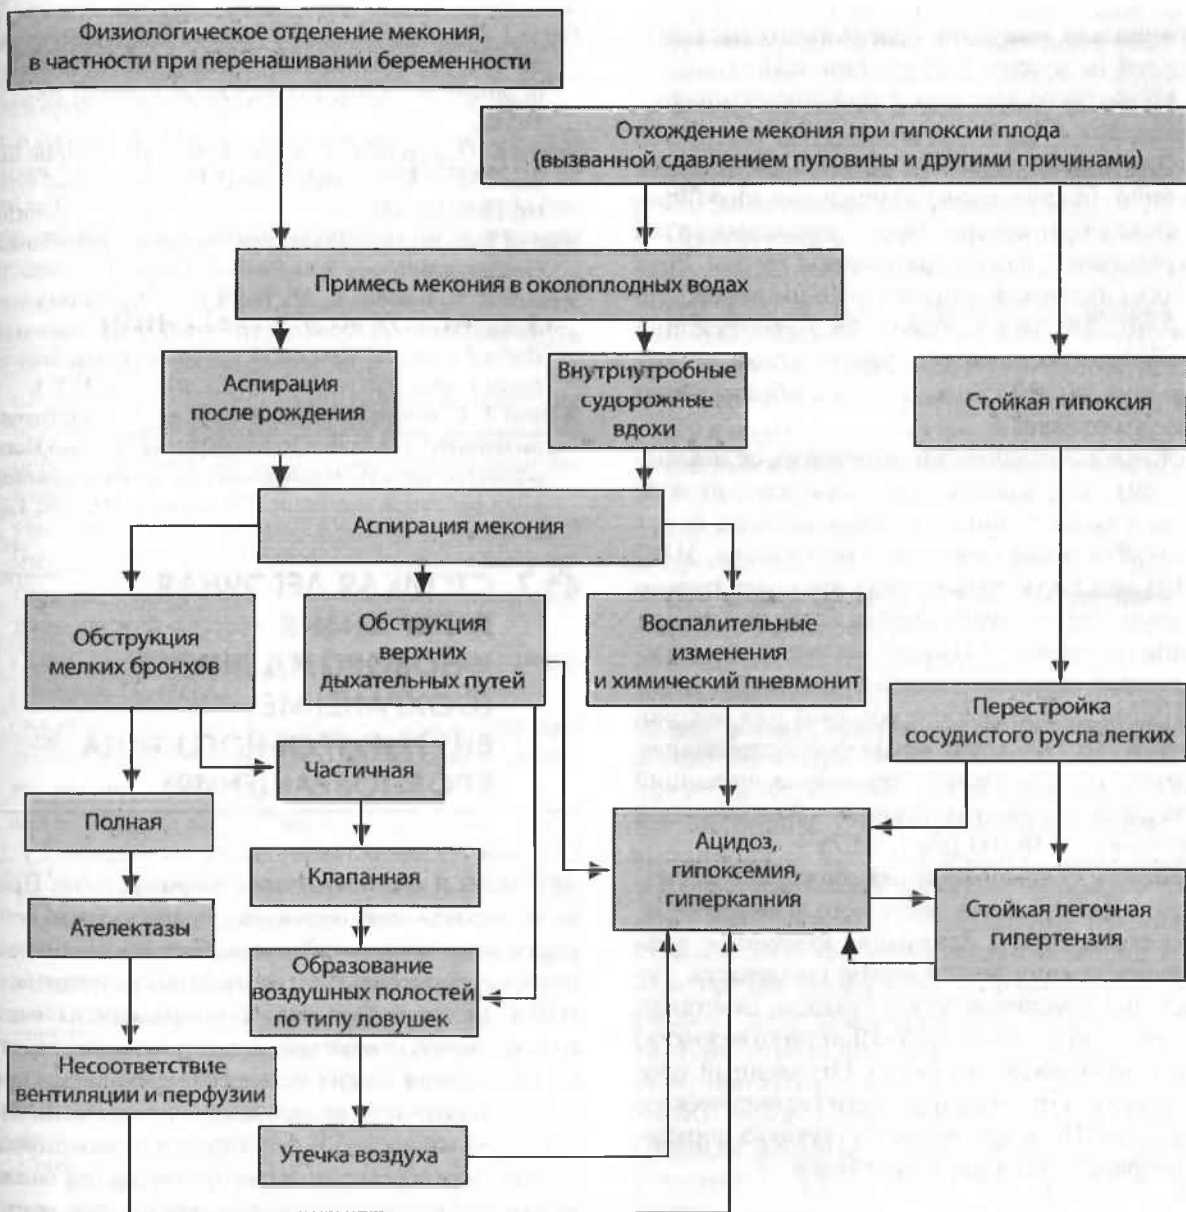 Физиологическое отделение мекония,
в частности при перенашивании беременности
Отхождение мекония при гипоксии плода
(вызванной сдавлением пуповины и другими причинами)
Примесь мекония в околоплодных водах
Аспирация
после рождения
Внутриутробные
судорожные
вдохи
Стойкая гипоксия
Аспирация мекония
Обструкция
мелких бронхов
Обструкция
верхних
дыхательных путей
Воспалительные
изменения
и химический пневмонит
Перестройка
сосудистого русла легких
Частичная
Полная
Ацидоз,
гипоксемия,
гиперкапния
Клапанная
Ателектазы
Стойкая легочная
гипертензия
Образование
воздушных полостей
по типу ловушек
Несоответствие
вентиляции и перфузии
Утечка воздуха